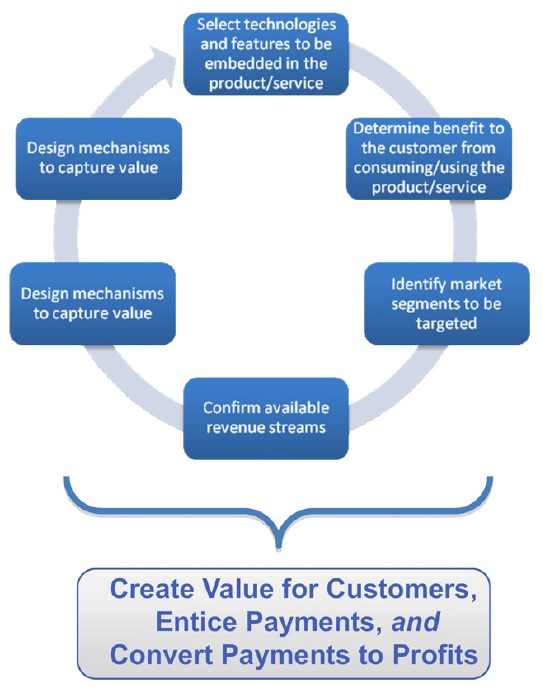 Select technologies
and features to be
embedded in the
product/service
Determine benefit to
the customer from
consuming/using the
product/service
Identify market
segments to be
targeted
Confirm available
revenue streams
Design mechanisms
to capture value
Design mechanisms
to capture value
Create Value for Customers,
Entice Payments, and
Convert Payments to Profits